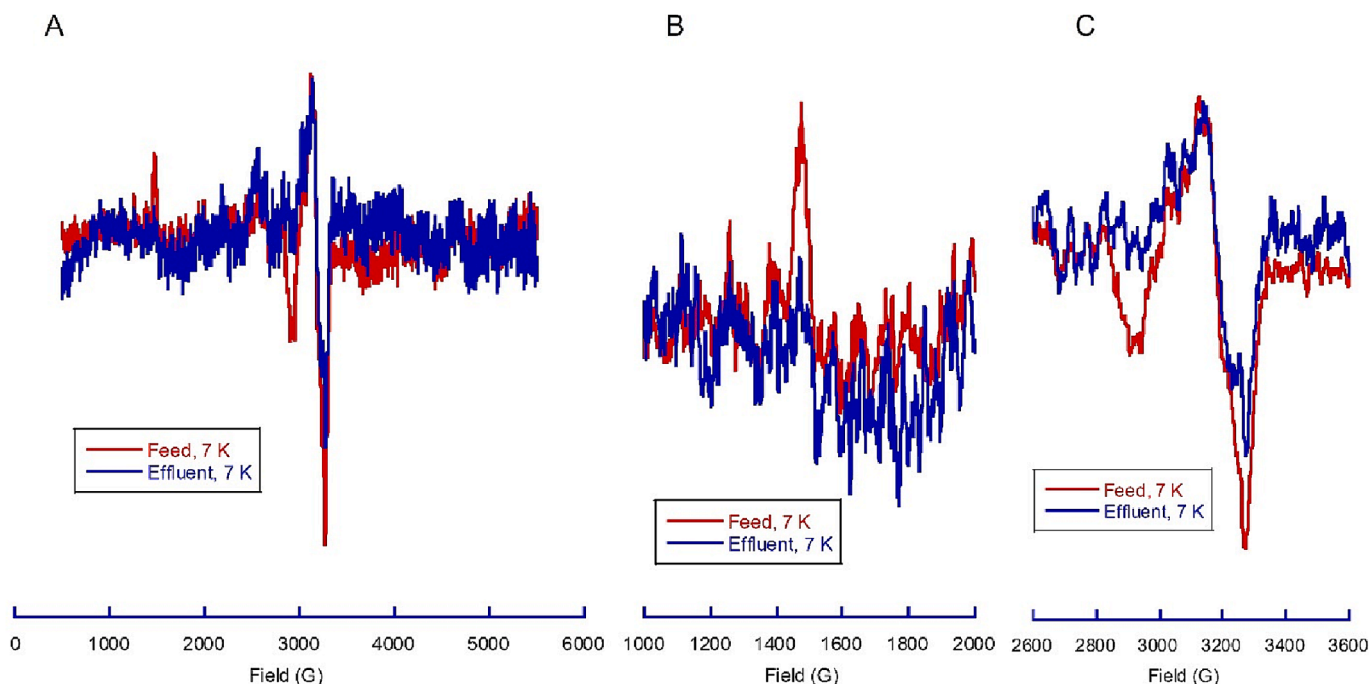 A
B
C
Feed, 7 K
Effluent, 7 K
Feed, 7 K
Effluent, 7 K
Feed, 7 K
Effluent, 7 K
0 1000 2000 3000 4000 5000 6000
Field (G)
1000 1200 1400 1600 1800 2000
Field (G)
2600 2800 3000 3200 3400 3600
Field (G)